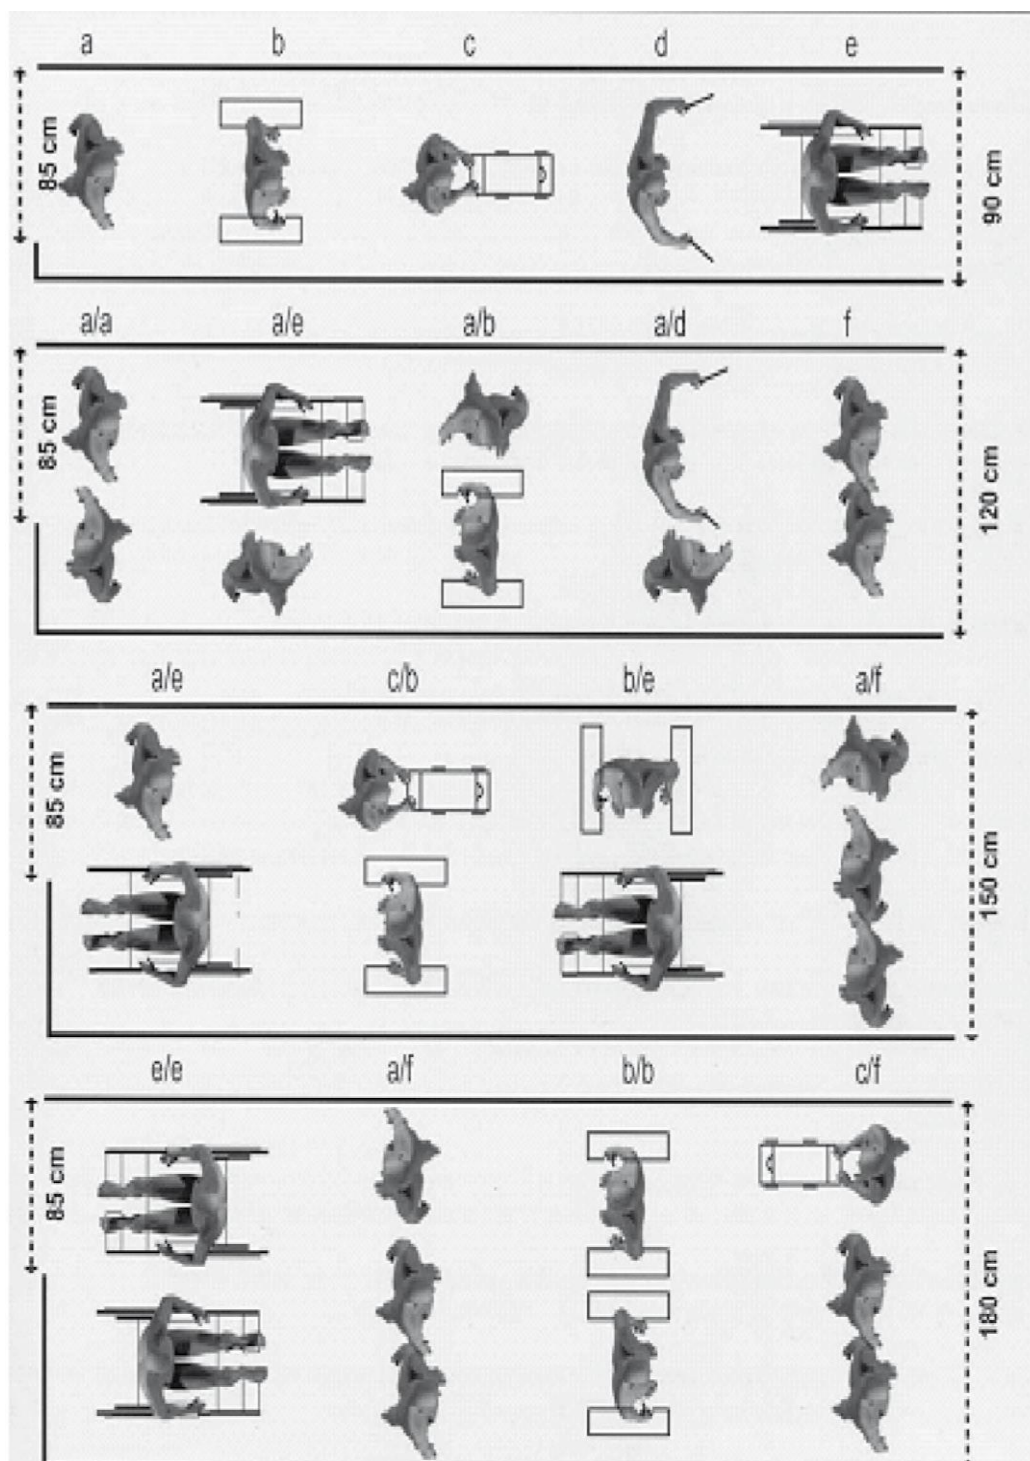 a b c d e
85 cm
90 cm
a/a a/e a/b a/d f
85 cm
120 cm
a/e c/b b/e a/f
85 cm
150 cm
e/e a/f b/b c/f
85 cm
180 cm